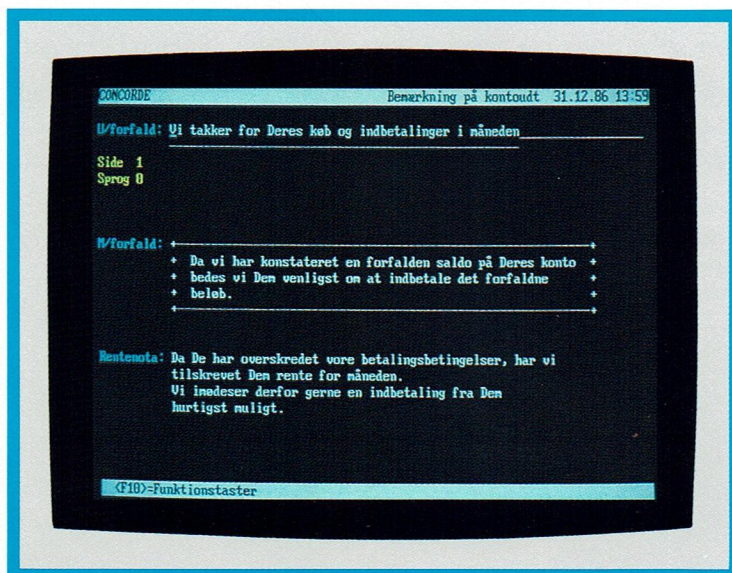 CONCORDE Bemærkning på kontoudt 31.12.86 13:59
U/forfald: Vi takker for Deres køb og indbetalinger i måneden
Side 1
Sprog 0
M/forfald:
Da vi har konstateret en forfalden saldo på Deres konto
bedes vi Dem venligst om at indbetale det forfaldne
beløb.
Rentenota: Da De har overskredet vore betalingsbetingelser, har vi
tilskrevet Dem rente for måneden.
Vi imødeser derfor gerne en indbetaling fra Dem
hurtigst muligt.
<F10>=Funktionstaster